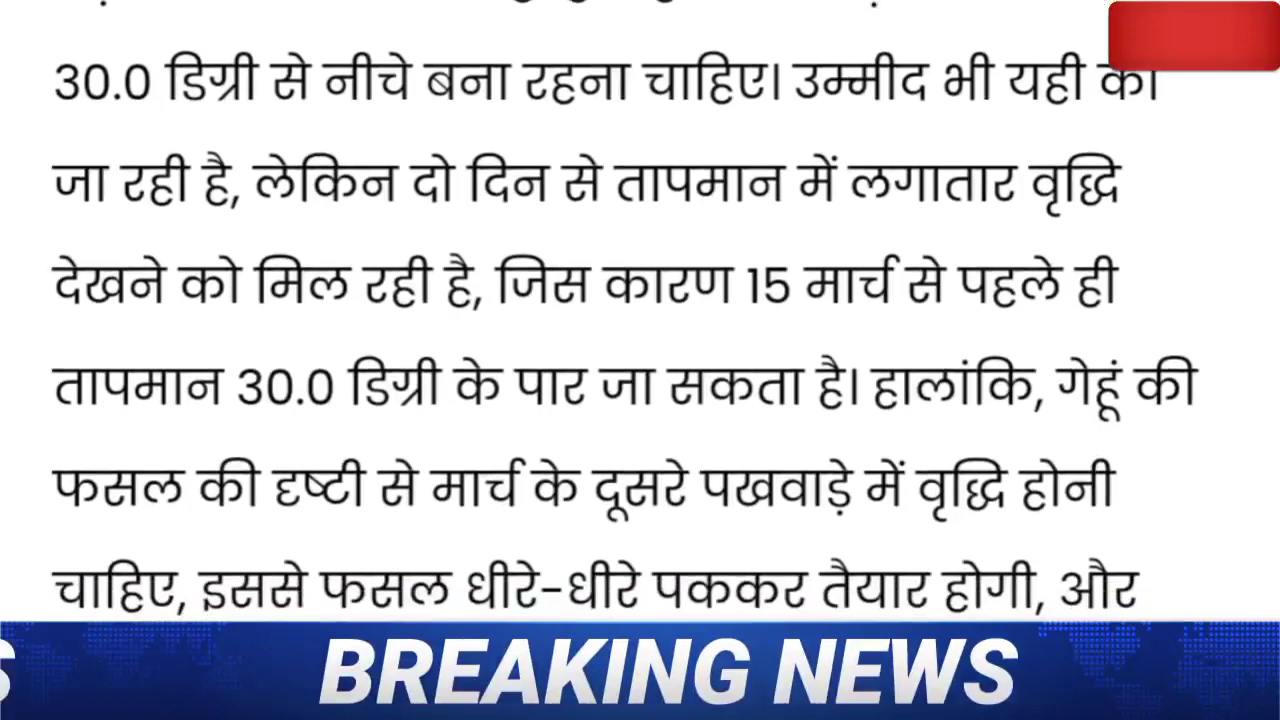 30.0 डिग्री से नीचे बना रहना चाहिए। उम्मीद भी यही की
जा रही है, लेकिन दो दिन से तापमान में लगातार वृद्धि
देखने को मिल रही है, जिस कारण 15 मार्च से पहले ही
तापमान 30.0 डिग्री के पार जा सकता है। हालांकि, गेहूं की
फसल की दृष्टी से मार्च के दूसरे पखवाड़े में वृद्धि होनी
चाहिए, इससे फसल धीरे-धीरे पककर तैयार होगी, और
BREAKING NEWS